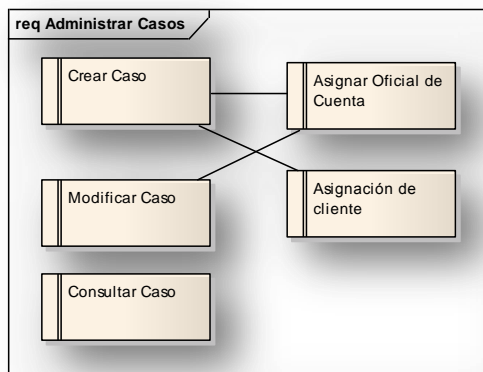 req Administrar Casos
Crear Caso
Asignar Oficial de
Cuenta
Modificar Caso
Asignación de
cliente
Consultar Caso